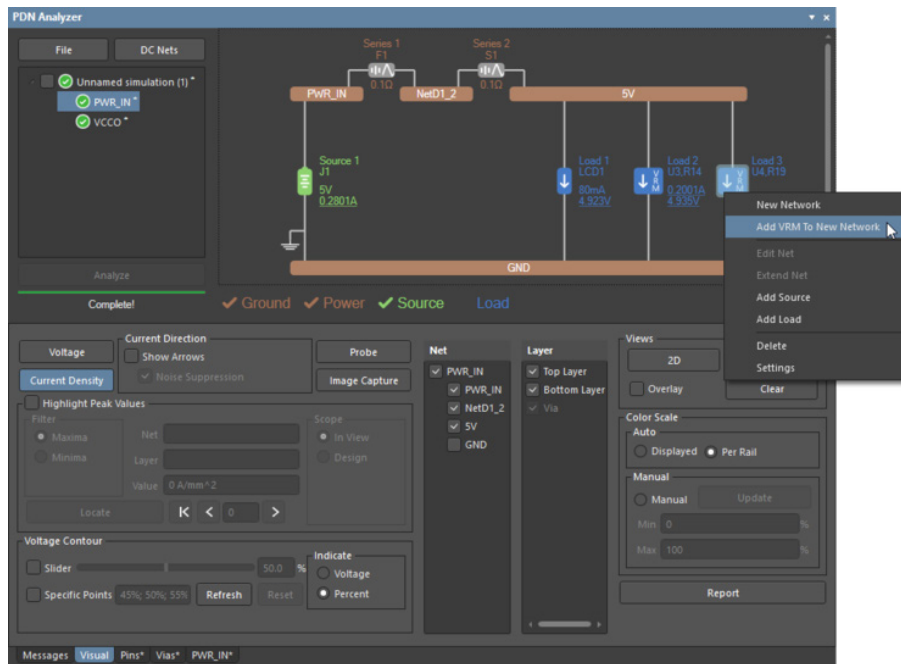 PDN Analyzer
File
DC Nets
Unnamed simulation (1) *
PWR_IN *
VCCO *
Analyze
Complete!
Series 1
F1
0.1Ω
Series 2
S1
0.1Ω
PWR_IN
NetD1_2
5V
Source 1
J1
5V
0.2801A
Load 1
LCD1
80mA
4.923V
VRM
Load 2
U3,R14
0.2001A
4.935V
VRM
Load 3
U4,R19
GND
Ground
Power
Source
Load
New Network
Add VRM To New Network
Edit Net
Extend Net
Add Source
Add Load
Delete
Settings
Voltage
Current Density
Current Direction
Show Arrows
Noise Suppression
Probe
Image Capture
Highlight Peak Values
Filter
Maxima
Minima
Net
Layer
Value 0 A/mm^2
Scope
In View
Design
Locate
0
Voltage Contour
Slider
50.0 %
Specific Points 45%; 50%; 55% Refresh Reset
Indicate
Voltage
Percent
Net
PWR_IN
PWR_IN
NetD1_2
5V
GND
Layer
Top Layer
Bottom Layer
Via
Views
2D
Overlay
Clear
Color Scale
Auto
Displayed Per Rail
Manual
Manual Update
Min 0 %
Max 100 %
Report
Messages Visual Pins* Vias* PWR_IN*